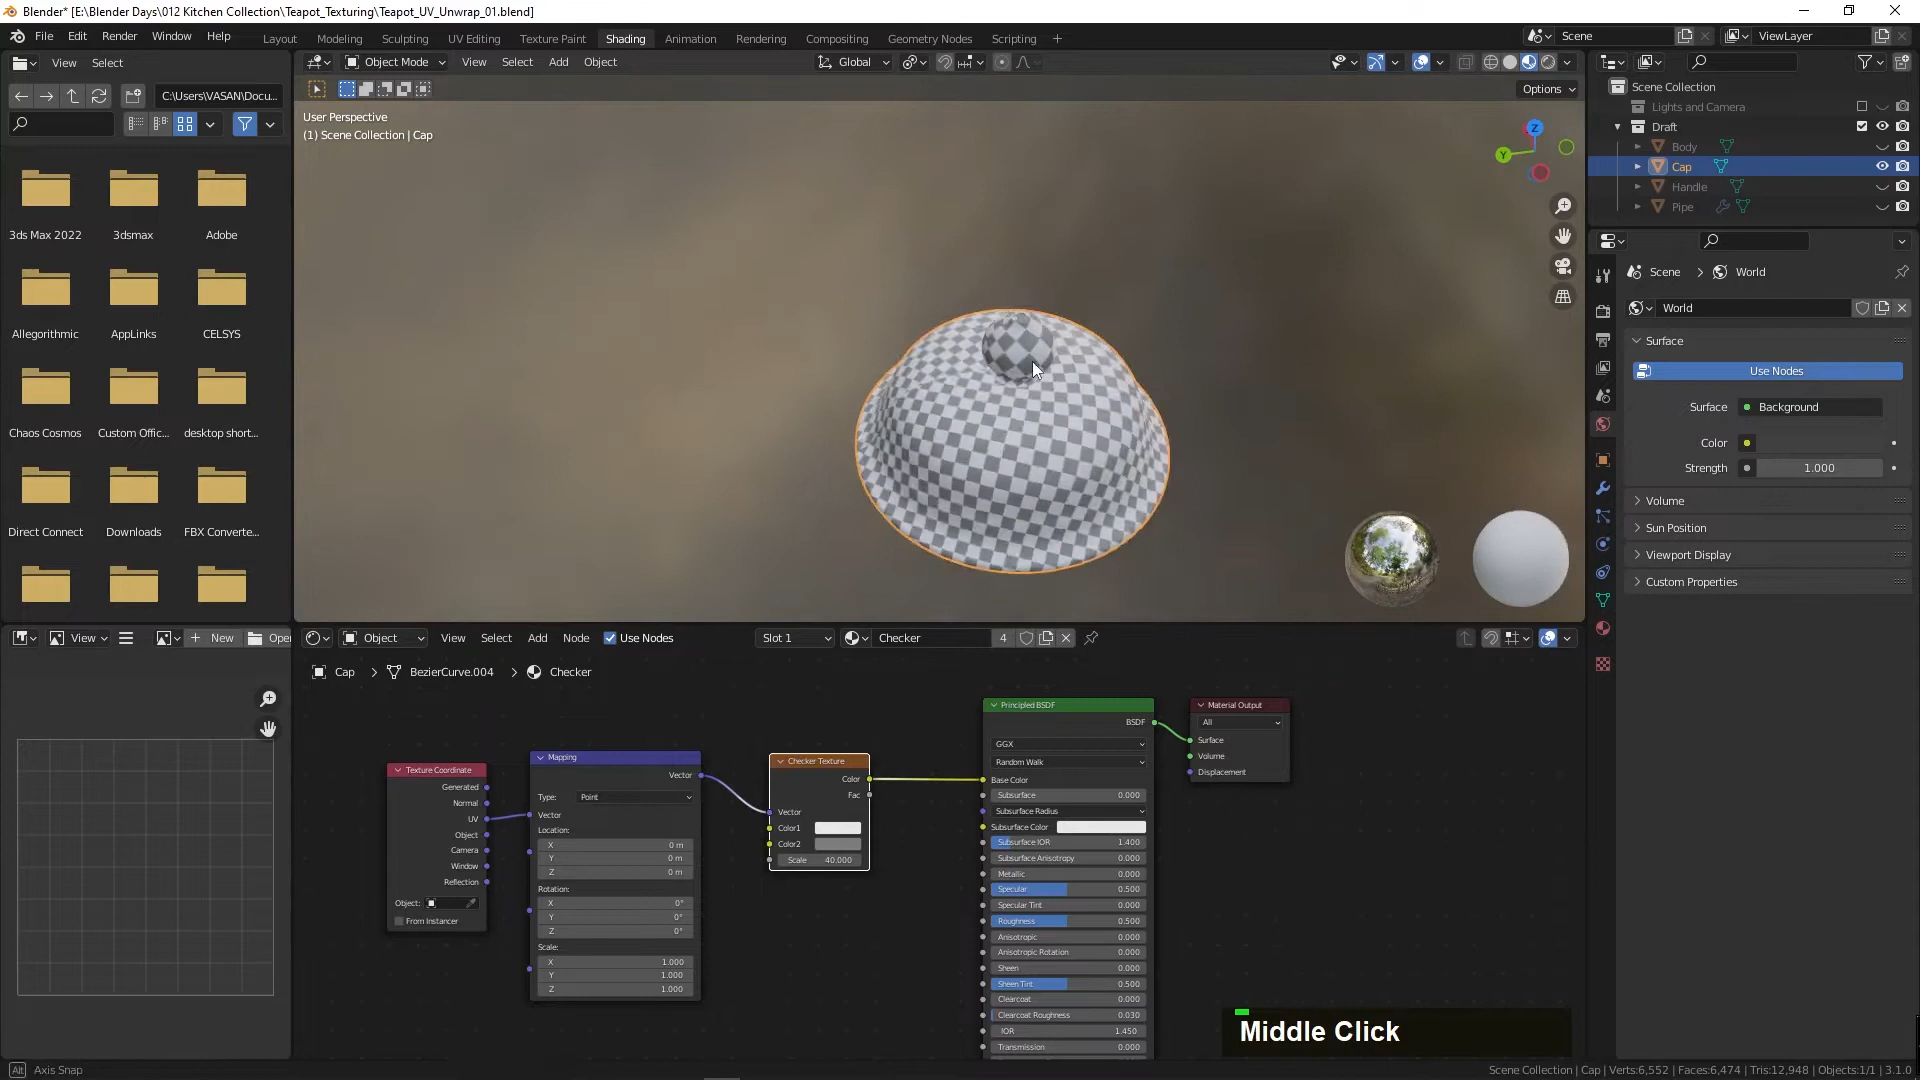 Blender* [E:\Blender Days\012 Kitchen Collection\Teapot_Texturing\Teapot_UV_Unwrap_01.blend]
File Edit Render Window Help Layout Modeling Sculpting UV Editing Texture Paint Shading Animation Rendering Compositing Geometry Nodes Scripting Scene ViewLayer
View Select
Object Mode View Select Add Object Global
C:\Users\VASAN\Docu...
Options
User Perspective
(1) Scene Collection | Cap
Z
Y
3ds Max 2022 3dsmax Adobe
Allegorithmic AppLinks CELSYS
Chaos Cosmos Custom Offic... desktop short...
Direct Connect Downloads FBX Converte...
Scene Collection
Lights and Camera
Draft
Body
Cap
Handle
Pipe
Scene > World
World
Surface
Use Nodes
Surface Background
Color
Strength 1.000
Volume
Sun Position
Viewport Display
Custom Properties
View New Open
Object View Select Add Node Use Nodes Slot 1 Checker 4
Cap > BezierCurve.004 > Checker
Texture Coordinate
Generated
Normal
UV
Object
Camera
Window
Reflection
Object:
From Instancer
Mapping
Vector
Type: Point
Vector
Location:
X 0 m
Y 0 m
Z 0 m
Rotation:
X 0°
Y 0°
Z 0°
Scale:
X 1.000
Y 1.000
Z 1.000
Checker Texture
Color
Fac
Vector
Color1
Color2
Scale 40.000
Principled BSDF
BSDF
GGX
Random Walk
Base Color
Subsurface 0.000
Subsurface Radius
Subsurface Color
Subsurface IOR 1.400
Subsurface Anisotropy 0.000
Metallic 0.000
Specular 0.500
Specular Tint 0.000
Roughness 0.500
Anisotropic 0.000
Anisotropic Rotation 0.000
Sheen 0.000
Sheen Tint 0.500
Clearcoat 0.000
Clearcoat Roughness 0.030
IOR 1.450
Transmission 0.000
Material Output
All
Surface
Volume
Displacement
Middle Click
Alt Axis Snap
Scene Collection | Cap | Verts:6,552 | Faces:6,474 | Tris:12,948 | Objects:1/1 | 3.1.0